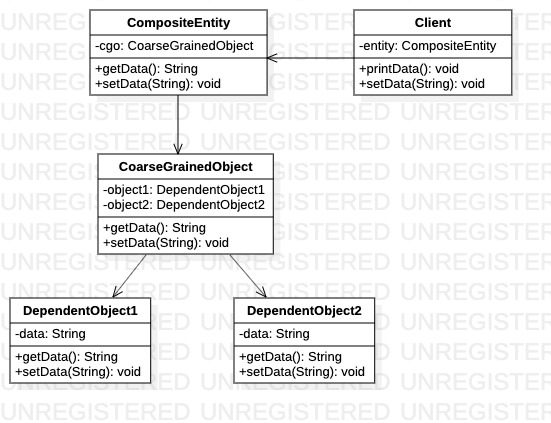 CompositeEntity
-cgo: CoarseGrainedObject
+getData(): String
+setData(String): void
Client
-entity: CompositeEntity
+printData(): void
+setData(String): void
CoarseGrainedObject
-object1: DependentObject1
-object2: DependentObject2
+getData(): String
+setData(String): void
DependentObject1
-data: String
+getData(): String
+setData(String): void
DependentObject2
-data: String
+getData(): String
+setData(String): void
UNREGISTERED UNREGISTERED UNREGISTERED